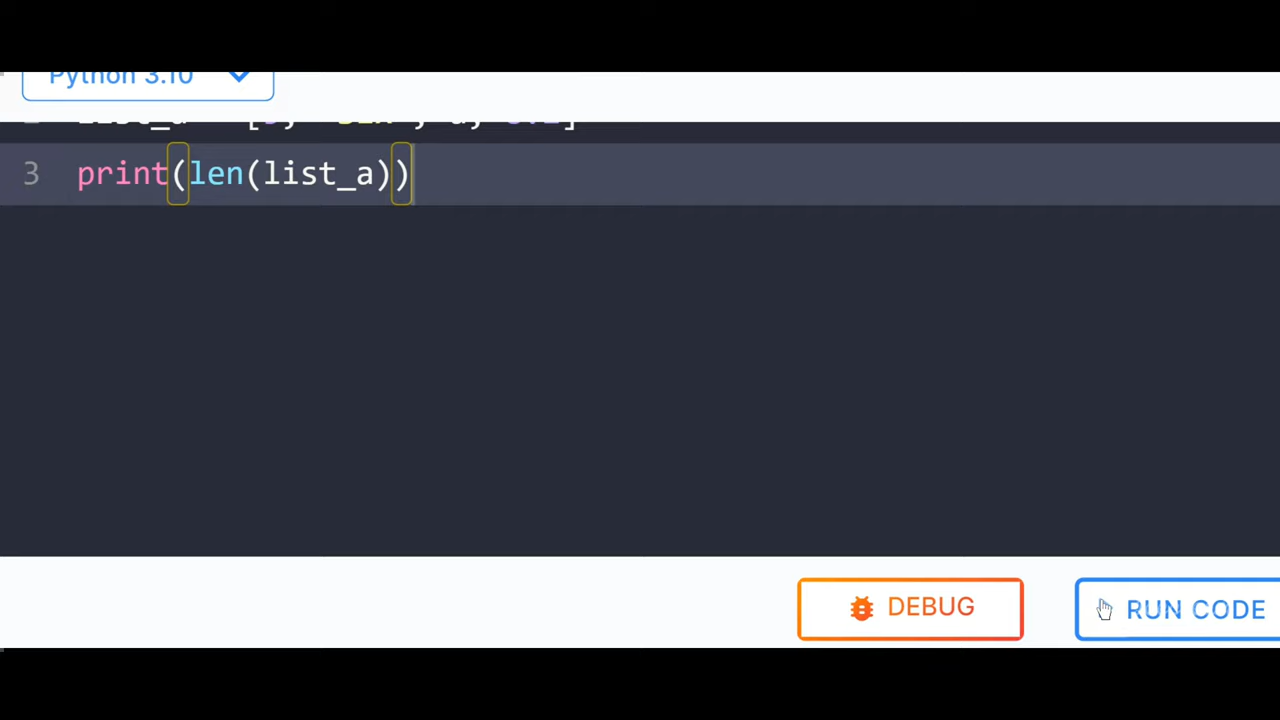 Python 3.10
3 print(len(list_a))
DEBUG
RUN CODE